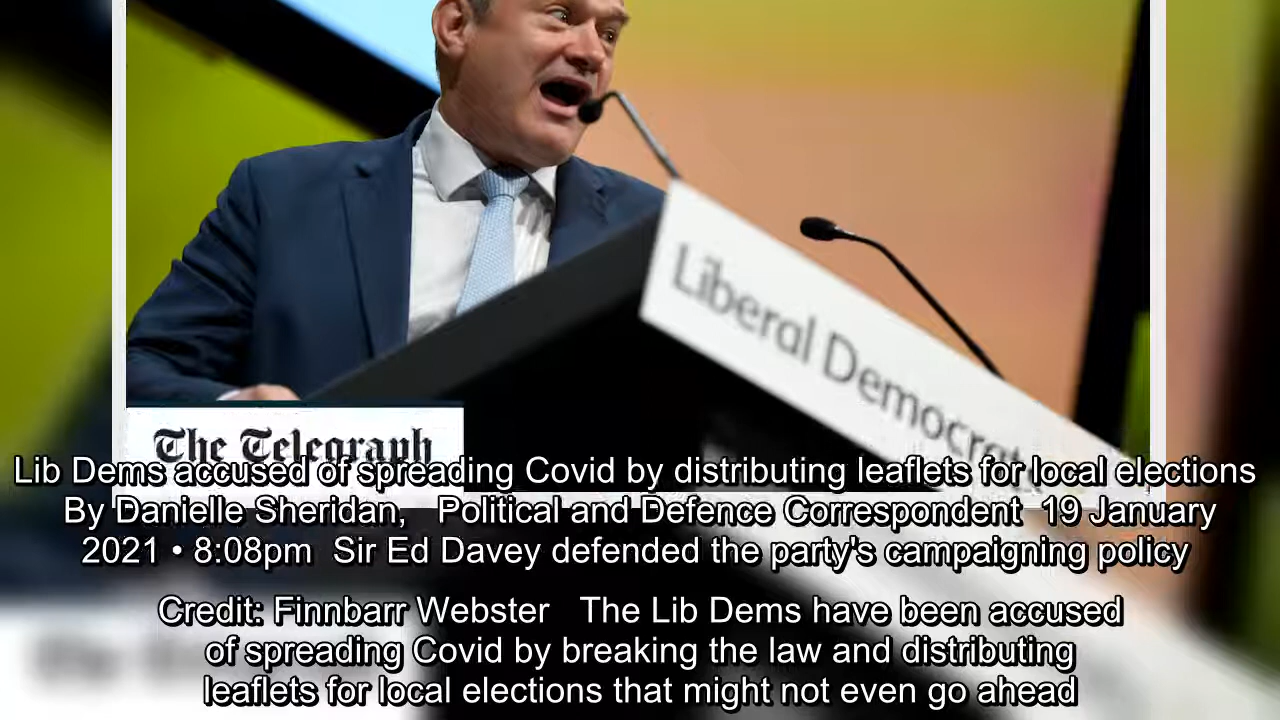 Liberal Democrat
The Telegraph
Lib Dems accused of spreading Covid by distributing leaflets for local elections
By Danielle Sheridan,   Political and Defence Correspondent  19 January
2021 • 8:08pm  Sir Ed Davey defended the party's campaigning policy
Credit: Finnbarr Webster   The Lib Dems have been accused
of spreading Covid by breaking the law and distributing
leaflets for local elections that might not even go ahead